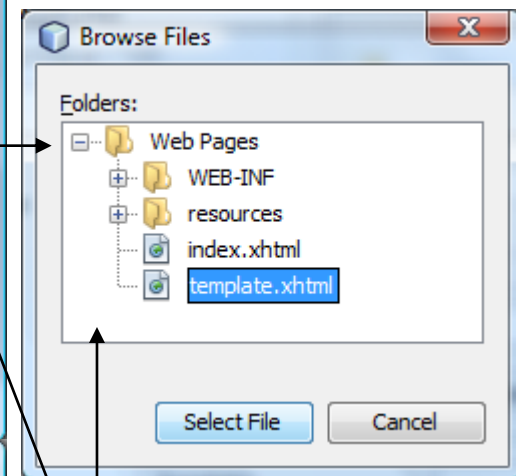 Browse Files
Folders:
Web Pages
WEB-INF
resources
index.xhtml
template.xhtml
Select File
Cancel